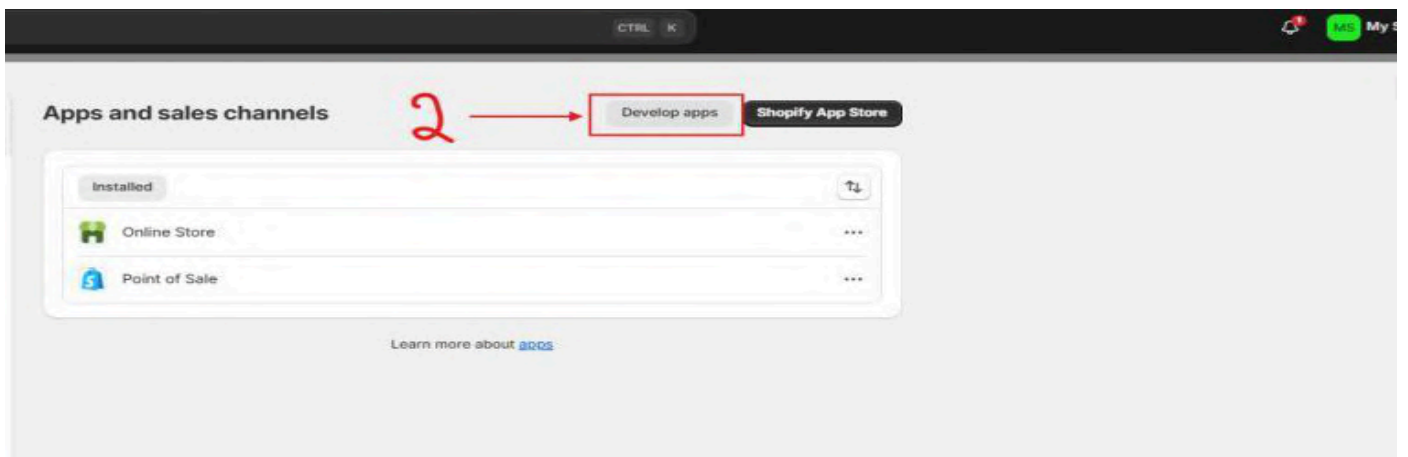 CTRL K
MS My S
Apps and sales channels
2
Develop apps
Shopify App Store
Installed
Online Store
Point of Sale
Learn more about apps